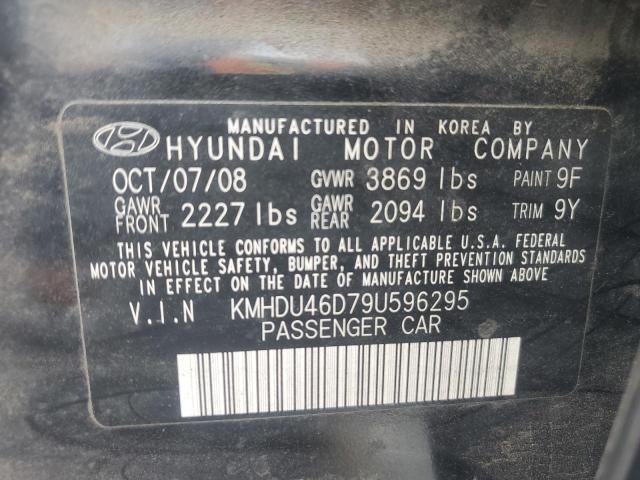 MANUFACTURED IN KOREA BY
HYUNDAI MOTOR COMPANY
OCT/07/08 GVWR 3869 lbs PAINT 9F
GAWR FRONT 2227 lbs GAWR REAR 2094 lbs TRIM 9Y
THIS VEHICLE CONFORMS TO ALL APPLICABLE U.S.A. FEDERAL
MOTOR VEHICLE SAFETY, BUMPER, AND THEFT PREVENTION STANDARDS
IN EFFECT ON THE DATE OF MANUFACTURE SHOWN ABOVE
V.I.N KMHDU46D79U596295
PASSENGER CAR